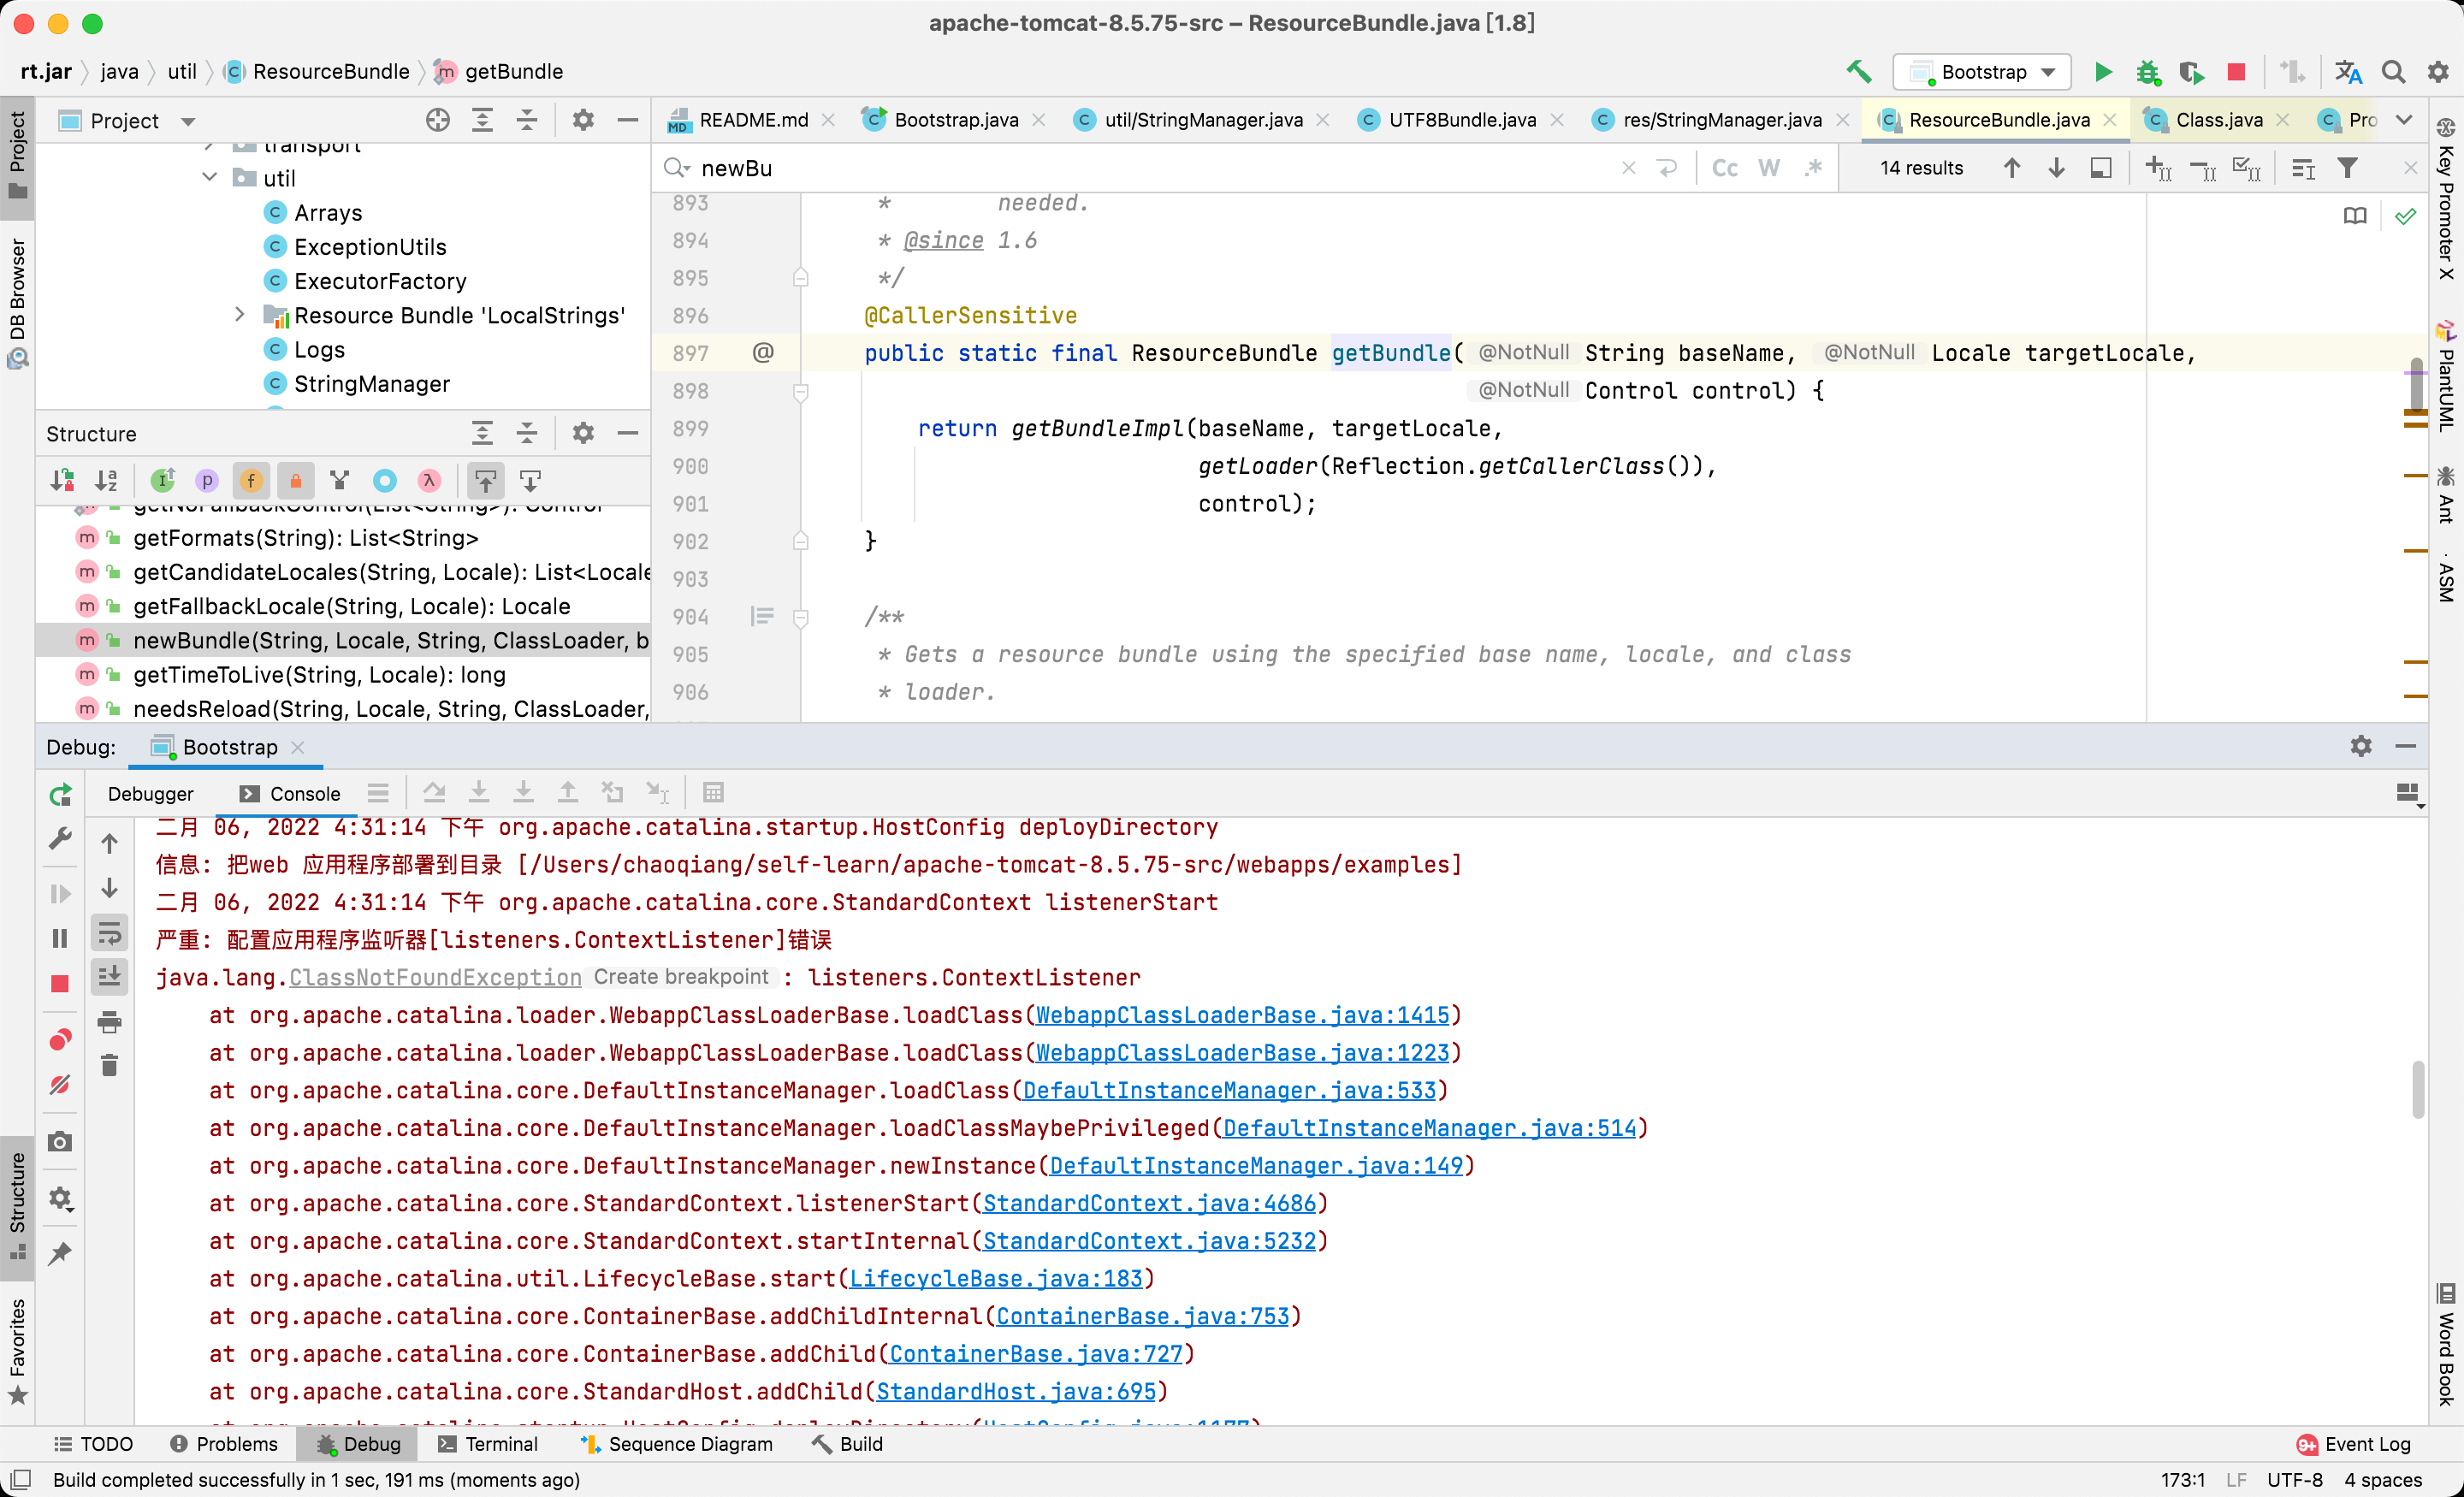 apache-tomcat-8.5.75-src – ResourceBundle.java [1.8]
rt.jar java util ResourceBundle getBundle
Bootstrap
Project
README.md Bootstrap.java util/StringManager.java UTF8Bundle.java res/StringManager.java ResourceBundle.java Class.java Pro
transport
util
Arrays
ExceptionUtils
ExecutorFactory
Resource Bundle 'LocalStrings'
Logs
StringManager
newBu
Cc W .*
14 results
893 * needed.
894 * @since 1.6
895 */
896 @CallerSensitive
897 @ public static final ResourceBundle getBundle( @NotNull String baseName, @NotNull Locale targetLocale,
898 @NotNull Control control) {
899 return getBundleImpl(baseName, targetLocale,
900 getLoader(Reflection.getCallerClass()),
901 control);
902 }
903
904 /**
905 * Gets a resource bundle using the specified base name, locale, and class
906 * loader.
Structure
getNoFallbackControl(List<String>): Control
getFormats(String): List<String>
getCandidateLocales(String, Locale): List<Locale
getFallbackLocale(String, Locale): Locale
newBundle(String, Locale, String, ClassLoader, b
getTimeToLive(String, Locale): long
needsReload(String, Locale, String, ClassLoader,
Debug: Bootstrap
Debugger Console
二月 06, 2022 4:31:14 下午 org.apache.catalina.startup.HostConfig deployDirectory
信息: 把web 应用程序部署到目录 [/Users/chaoqiang/self-learn/apache-tomcat-8.5.75-src/webapps/examples]
二月 06, 2022 4:31:14 下午 org.apache.catalina.core.StandardContext listenerStart
严重: 配置应用程序监听器[listeners.ContextListener]错误
java.lang.ClassNotFoundException Create breakpoint : listeners.ContextListener
at org.apache.catalina.loader.WebappClassLoaderBase.loadClass(WebappClassLoaderBase.java:1415)
at org.apache.catalina.loader.WebappClassLoaderBase.loadClass(WebappClassLoaderBase.java:1223)
at org.apache.catalina.core.DefaultInstanceManager.loadClass(DefaultInstanceManager.java:533)
at org.apache.catalina.core.DefaultInstanceManager.loadClassMaybePrivileged(DefaultInstanceManager.java:514)
at org.apache.catalina.core.DefaultInstanceManager.newInstance(DefaultInstanceManager.java:149)
at org.apache.catalina.core.StandardContext.listenerStart(StandardContext.java:4686)
at org.apache.catalina.core.StandardContext.startInternal(StandardContext.java:5232)
at org.apache.catalina.util.LifecycleBase.start(LifecycleBase.java:183)
at org.apache.catalina.core.ContainerBase.addChildInternal(ContainerBase.java:753)
at org.apache.catalina.core.ContainerBase.addChild(ContainerBase.java:727)
at org.apache.catalina.core.StandardHost.addChild(StandardHost.java:695)
at org.apache.catalina.startup.HostConfig.deployDirectory(HostConfig.java:1177)
Project
DB Browser
Structure
Favorites
Key Promoter X
PlantUML
Ant
ASM
Word Book
TODO Problems Debug Terminal Sequence Diagram Build
9+ Event Log
Build completed successfully in 1 sec, 191 ms (moments ago)
173:1 LF UTF-8 4 spaces